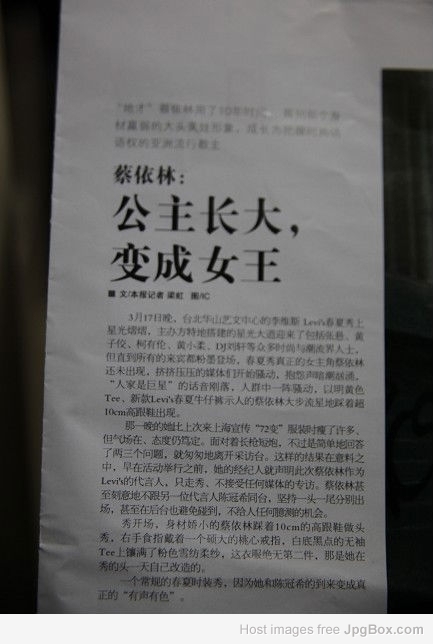 "地才"蔡依林用了10年时间，
材羸弱的大头美娃形象，成长为把握时尚话
语权的亚洲流行歌主
蔡依林：
公主长大，
变成女王
■ 文/本报记者 梁虹 图/IC
3月17日晚，台北华山艺文中心的李维斯 Levi's春夏秀上
星光熠熠，主办方特地搭建的星光大道迎来了包括张悬、黄
子佼、柯有伦、黄小柔、DJ刘轩等众多时尚与潮流界人士，
但直到所有的来宾都粉墨登场，春夏秀真正的女主角蔡依林
还未出现，挤挤压压的媒体们开始骚动，抱怨声暗潮汹涌，
"人家是巨星"的话音刚落，人群中一阵骚动，以明黄色
Tee、新款Levi's春夏牛仔裤示人的蔡依林大步流星地踩着超
10cm高跟鞋出现。
那一晚的她比上次来上海宣传"72变"服装时瘦了许多，
但气场在、态度仍笃定。面对着长枪短炮，不过是简单地回答
了两三个问题，就匆匆地离开采访台。这样的结果在意料之
中，早在活动举行之前，她的经纪人就声明此次蔡依林作为
Levi's的代言人，只走秀、不接受任何媒体的专访。蔡依林甚
至刻意地不跟另一位代言人陈冠希同台，坚持一头一尾分别出
场，甚至在后台也避免碰到，不给人任何臆测的机会。
秀开场，身材娇小的蔡依林踩着10cm的高跟鞋做头
秀，右手食指戴着一个硕大的桃心戒指，白底黑点的无袖
Tee上镶满了粉色雪纺柔纱，这衣服绝无第二件，那是她在
秀的头一天自己改造的。
一个常规的春夏时装秀，因为她和陈冠希的到来变成真
正的"有声有色"。
Host images free JpgBox.com